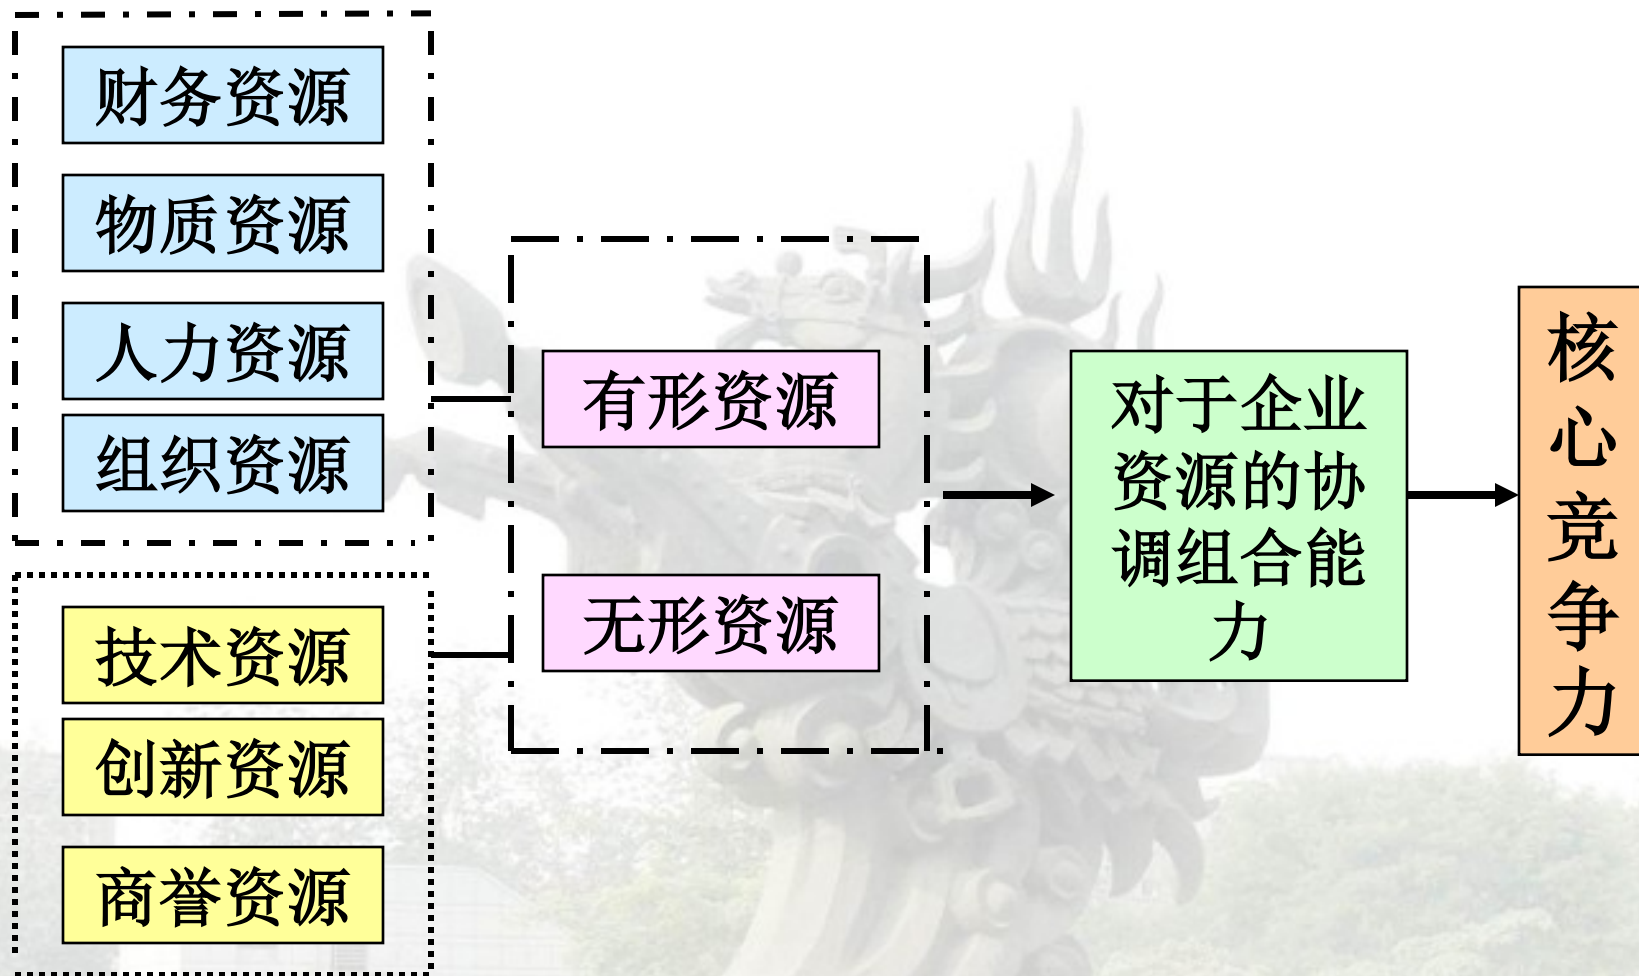 财务资源
物质资源
人力资源
组织资源
技术资源
创新资源
商誉资源
有形资源
无形资源
对于企业
资源的协
调组合能
力
核
心
竞
争
力